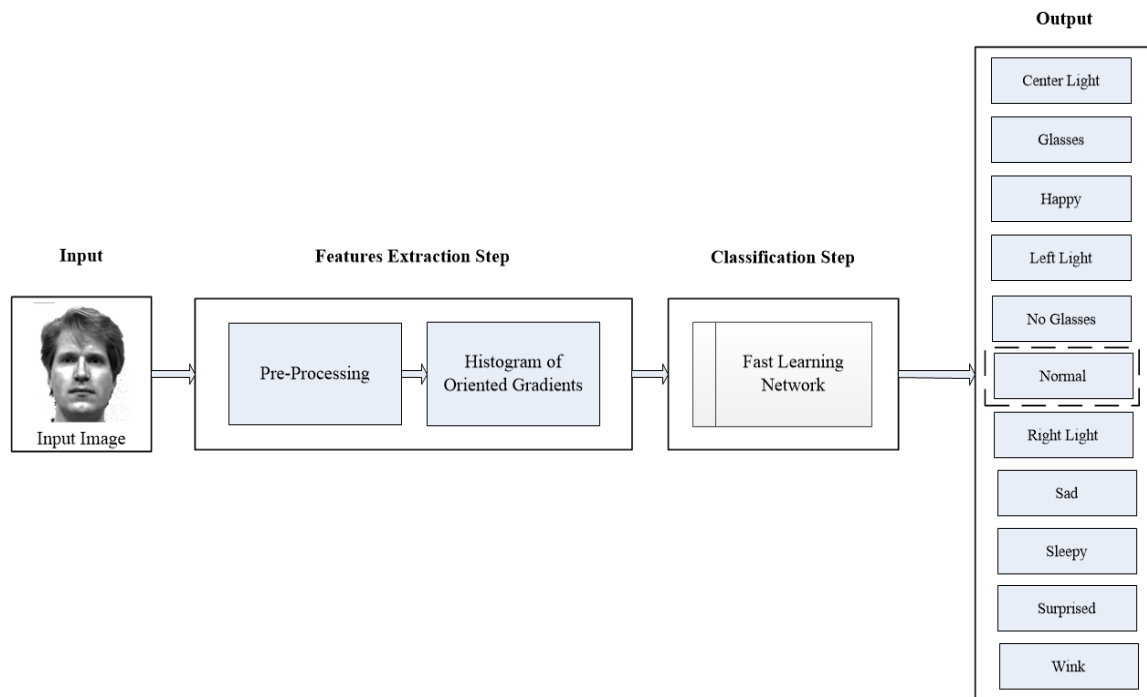 Input
Input Image
Features Extraction Step
Pre-Processing
Histogram of
Oriented Gradients
Classification Step
Fast Learning
Network
Output
Center Light
Glasses
Happy
Left Light
No Glasses
Normal
Right Light
Sad
Sleepy
Surprised
Wink